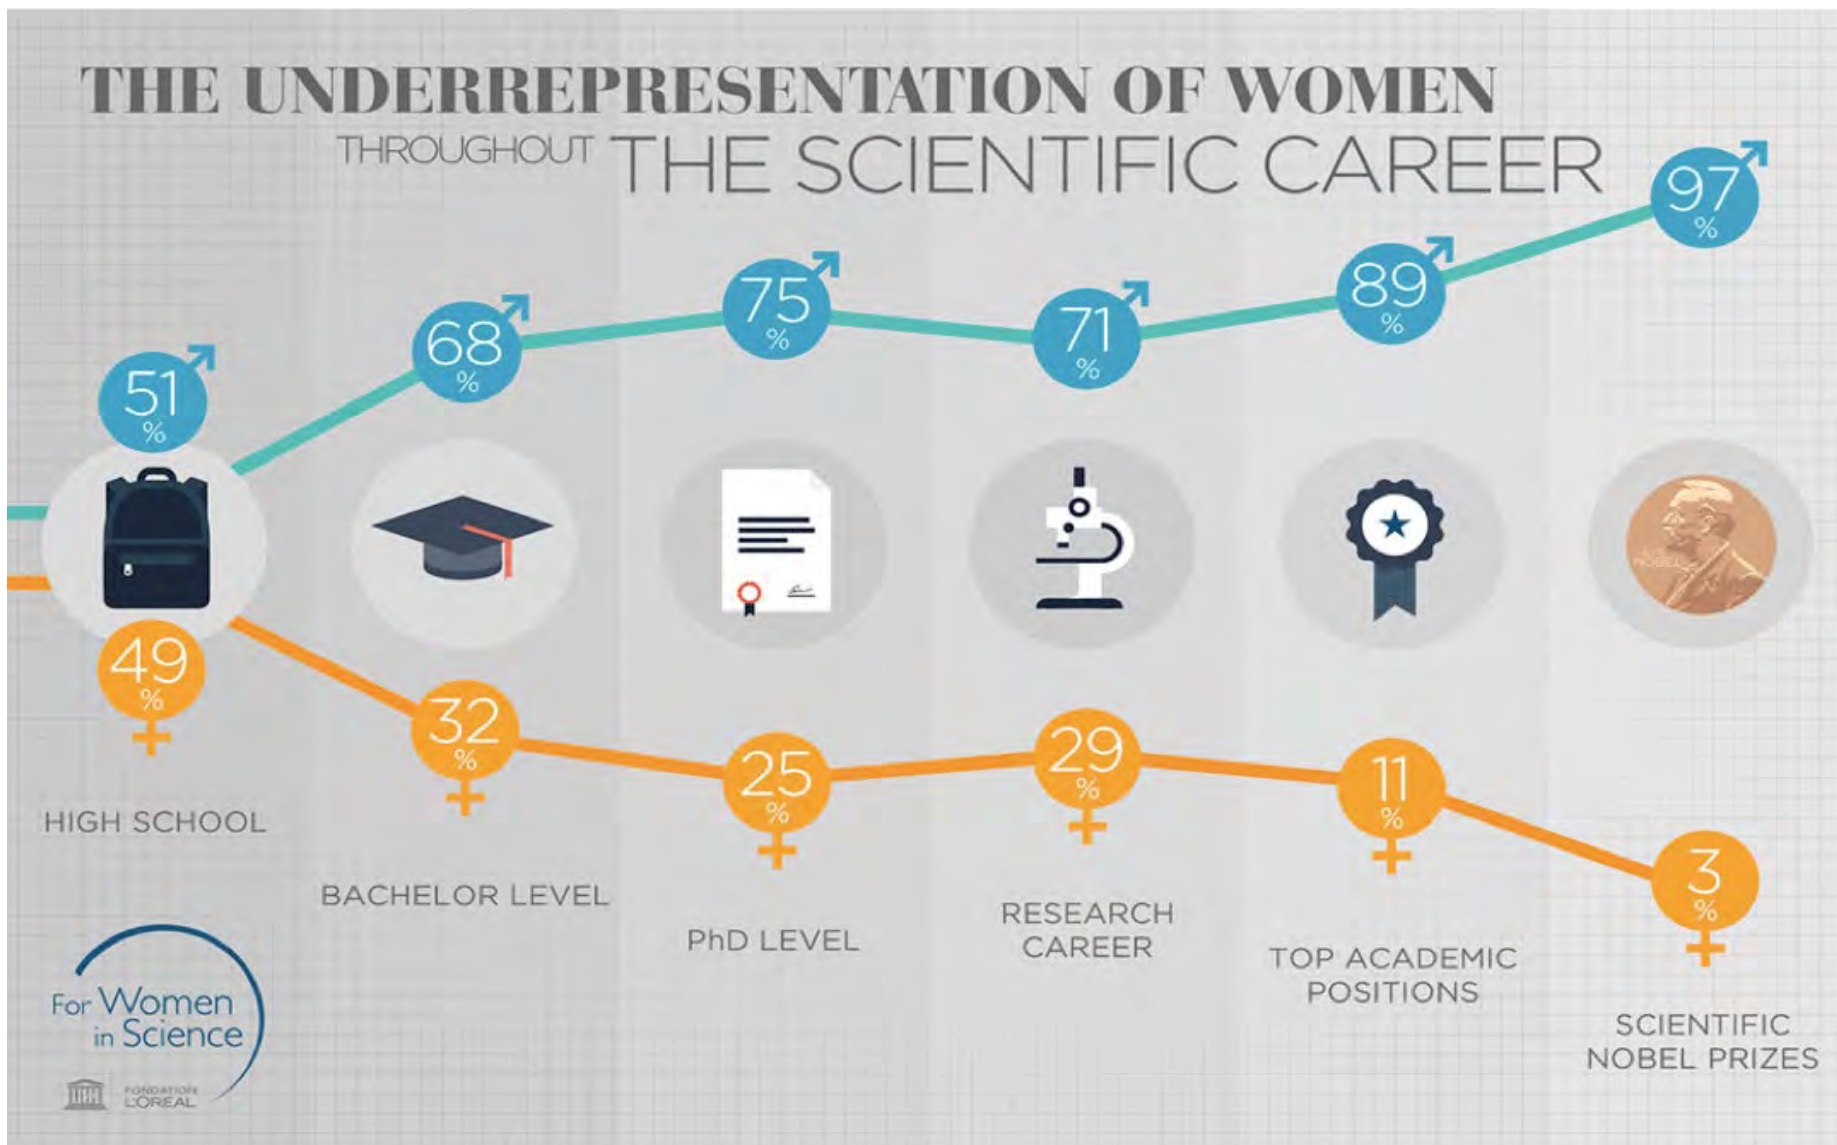 THE UNDERREPRESENTATION OF WOMEN
THROUGHOUT THE SCIENTIFIC CAREER
51
%
49
%
HIGH SCHOOL
68
%
32
%
BACHELOR LEVEL
75
%
25
%
PhD LEVEL
71
%
29
%
RESEARCH
CAREER
89
%
11
%
TOP ACADEMIC
POSITIONS
97
%
NOBEL
3
%
SCIENTIFIC
NOBEL PRIZES
For Women
in Science
FONDATION
L'ORÉAL